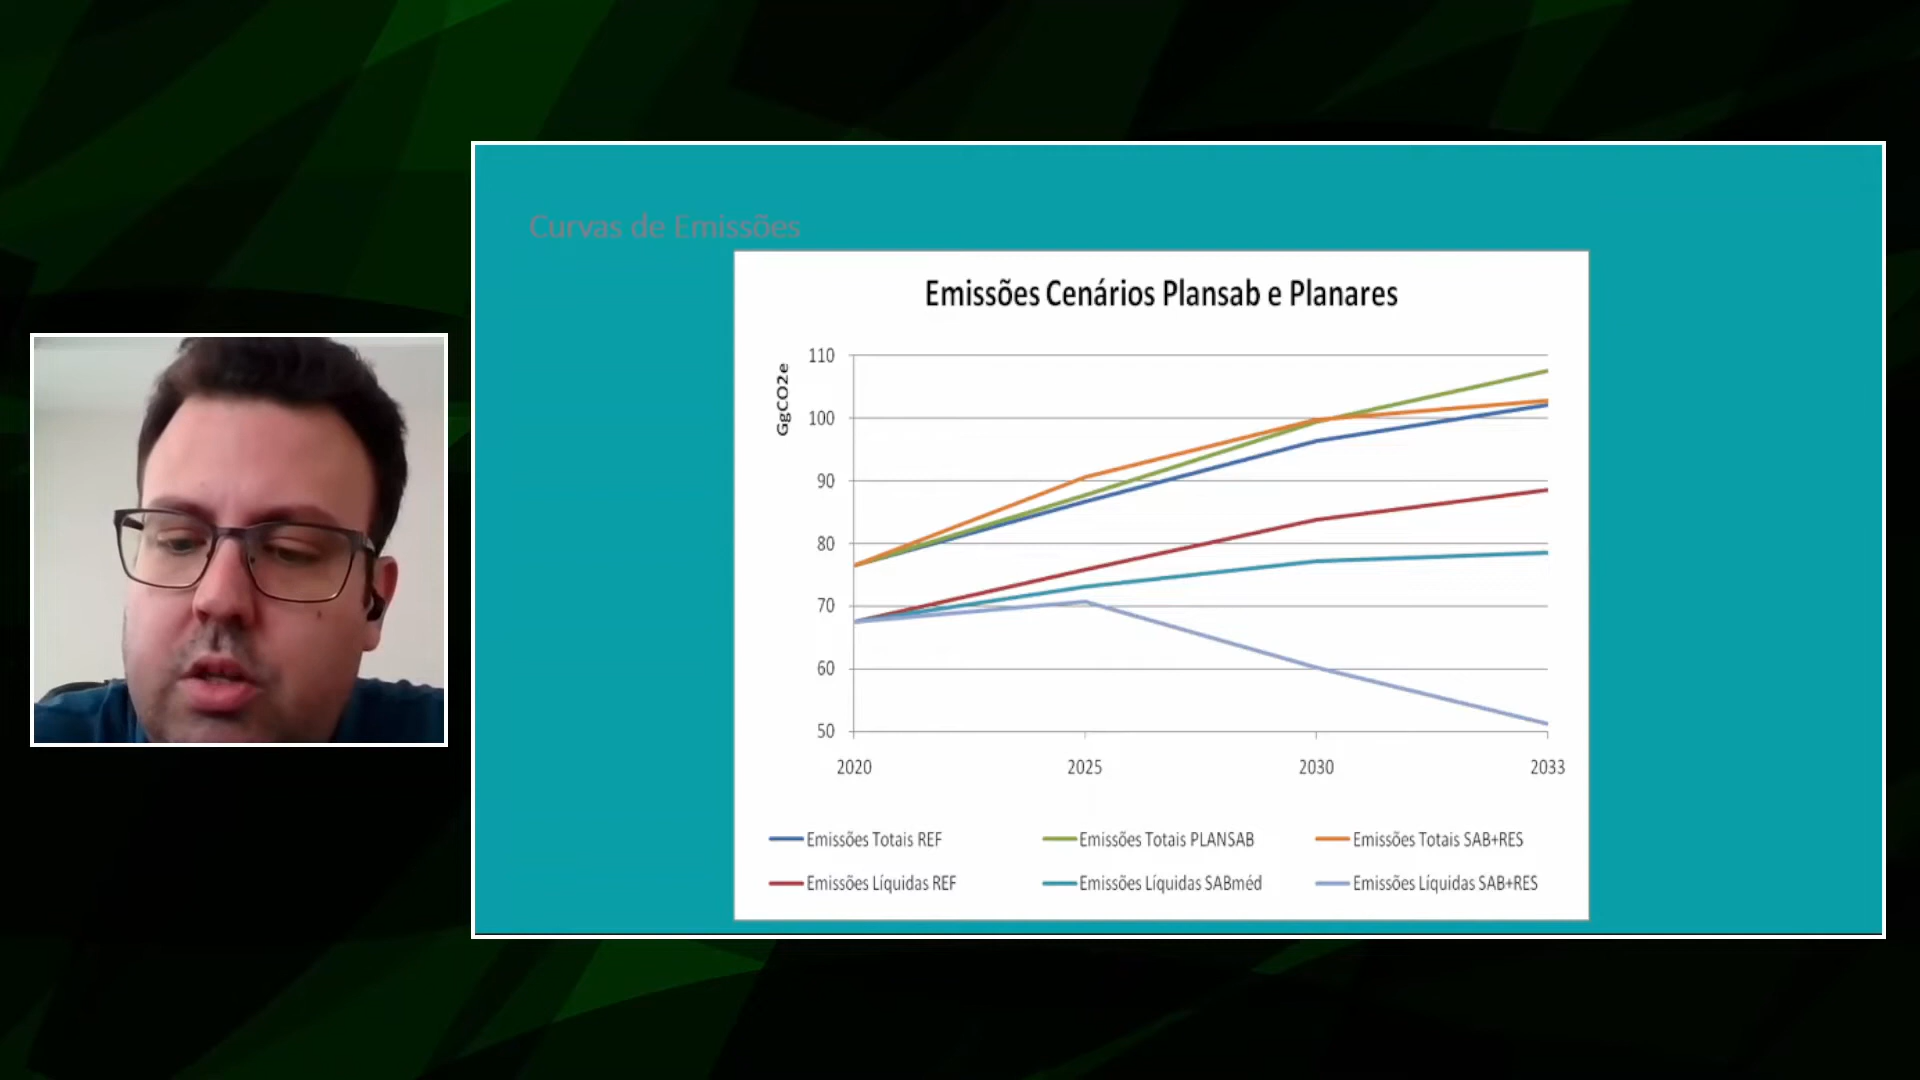 Curvas de Emissões
Emissões Cenários Plansab e Planares
GgCO2e
110
100
90
80
70
60
50
2020 2025 2030 2033
Emissões Totais REF Emissões Totais PLANSAB Emissões Totais SAB+RES
Emissões Líquidas REF Emissões Líquidas SABméd Emissões Líquidas SAB+RES